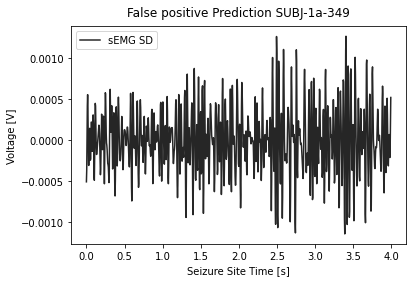 False positive Prediction SUBJ-1a-349
sEMG SD
0.0010
0.0005
0.0000
-0.0005
-0.0010
Voltage [V]
0.0 0.5 1.0 1.5 2.0 2.5 3.0 3.5 4.0
Seizure Site Time [s]